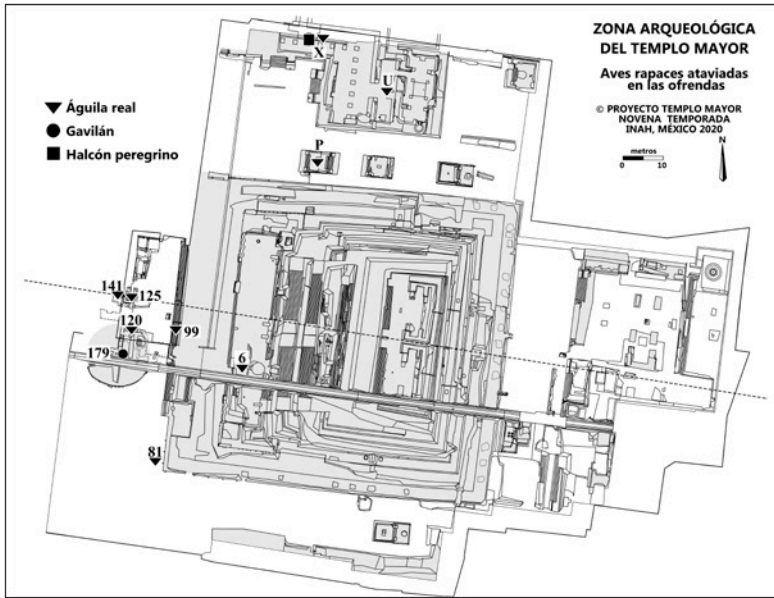 ZONA ARQUEOLÓGICA
DEL TEMPLO MAYOR
Aves rapaces ataviadas
en las ofrendas
© PROYECTO TEMPLO MAYOR
NOVENA TEMPORADA
INAH, MÉXICO 2020
metros
0 10
N
Águila real
Gavilán
Halcón peregrino
X
U
P
141
125
120
99
179
6
81